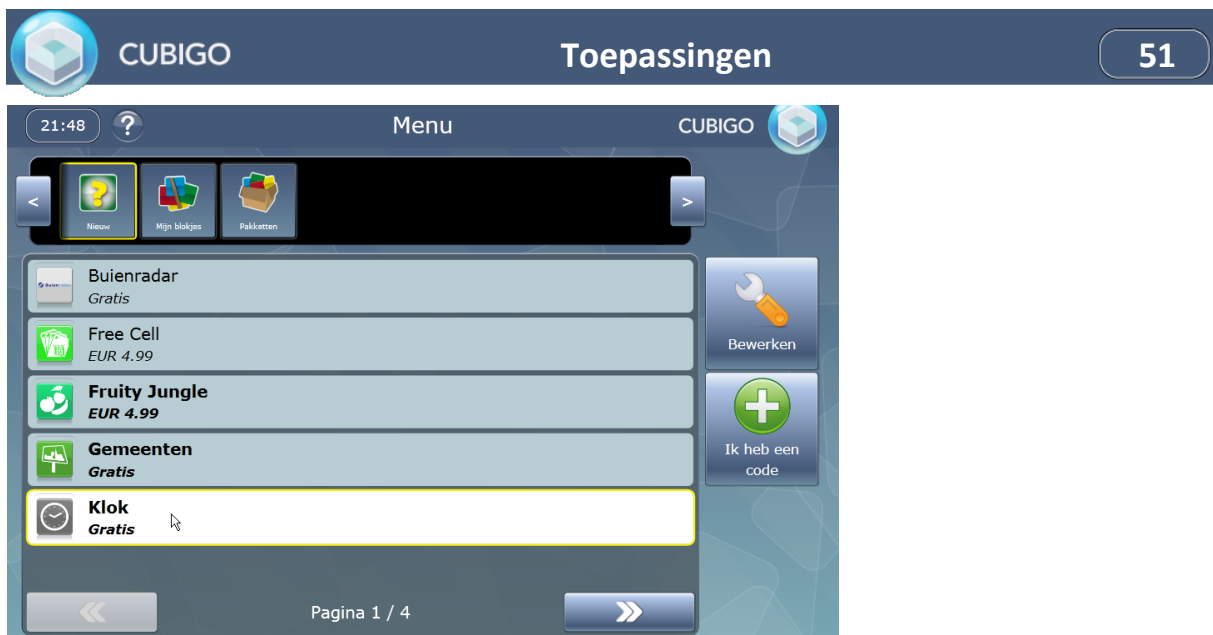 CUBIGO
Toepassingen
51
21:48
?
Menu
CUBIGO
<
?
Nieuw
Mijn blokjes
Pakketten
>
Buienradar
Gratis
Free Cell
EUR 4.99
Fruity Jungle
EUR 4.99
Gemeenten
Gratis
Klok
Gratis
Bewerken
Ik heb een
code
Pagina 1 / 4